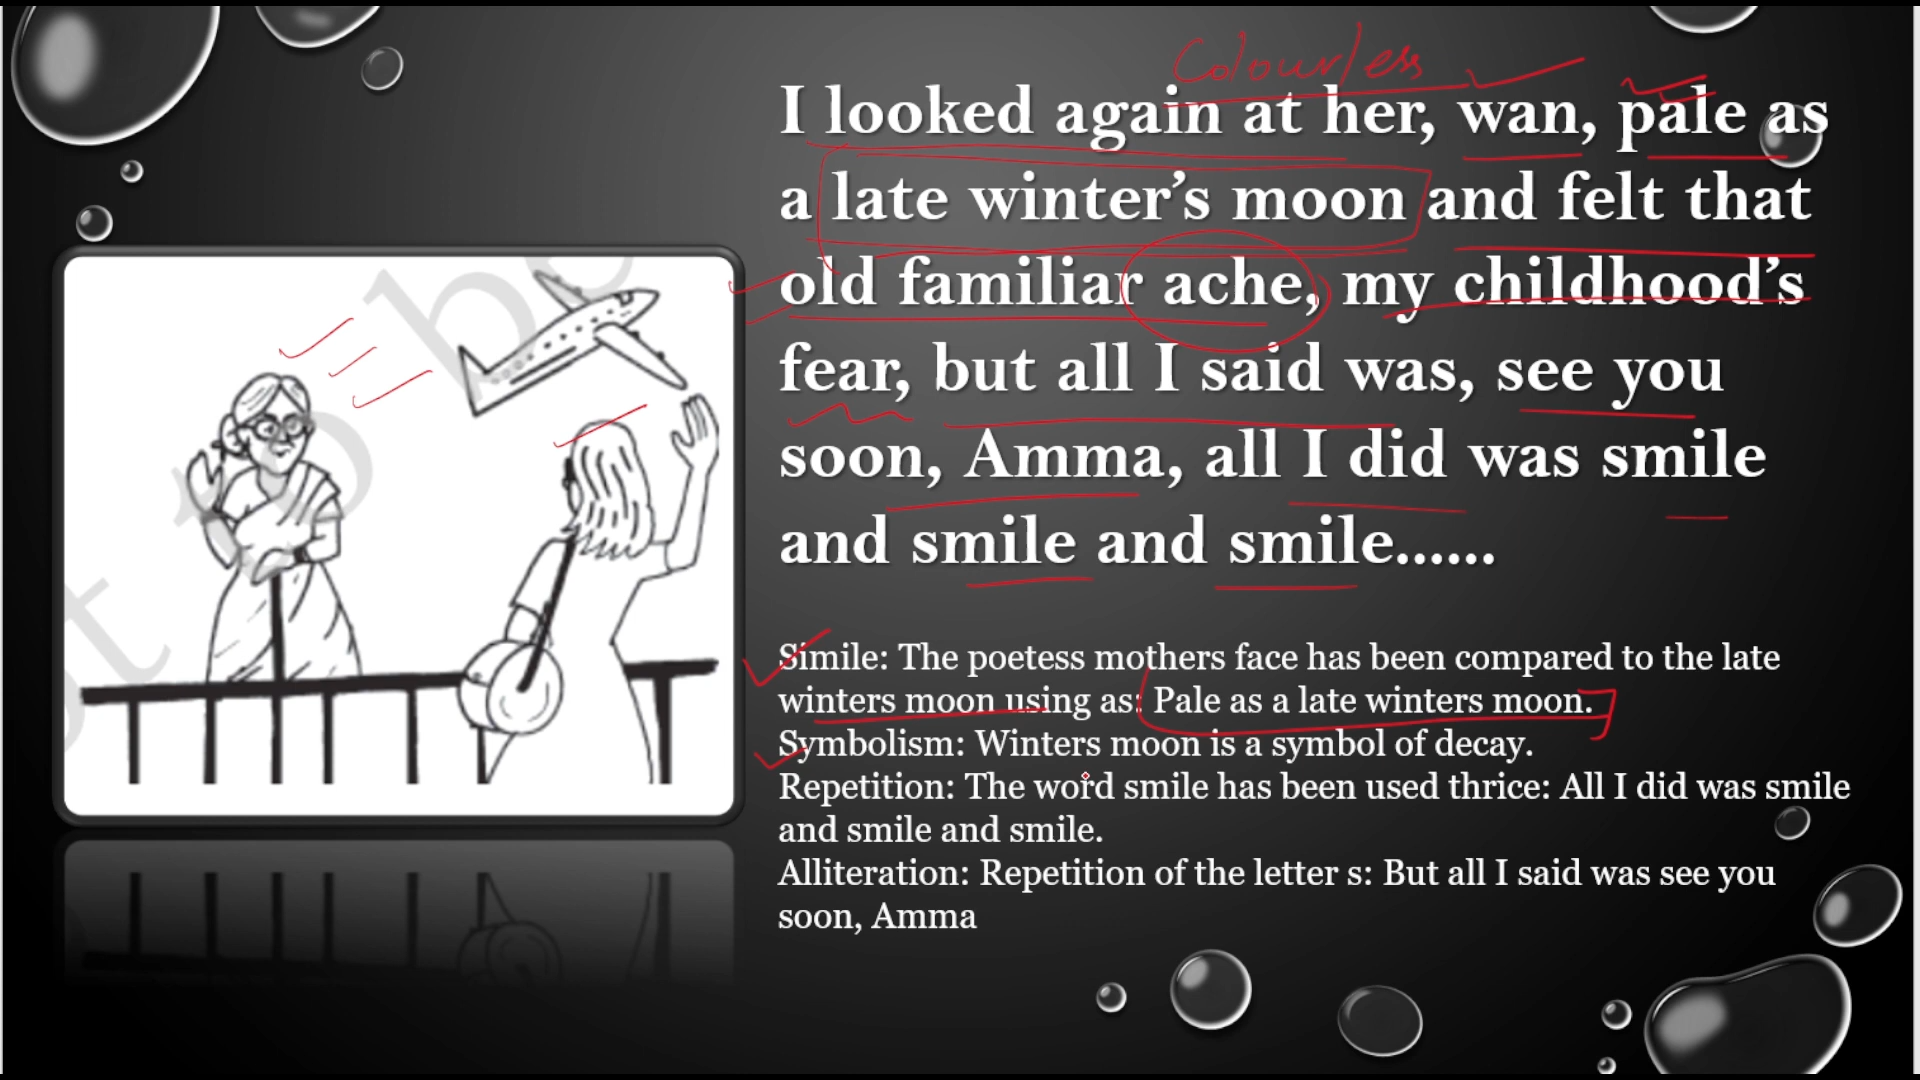 Colourless
I looked again at her, wan, pale as
a late winter's moon and felt that
old familiar ache, my childhood's
fear, but all I said was, see you
soon, Amma, all I did was smile
and smile and smile......
Simile: The poetess mothers face has been compared to the late
winters moon using as: Pale as a late winters moon.
Symbolism: Winters moon is a symbol of decay.
Repetition: The word smile has been used thrice: All I did was smile
and smile and smile.
Alliteration: Repetition of the letter s: But all I said was see you
soon, Amma